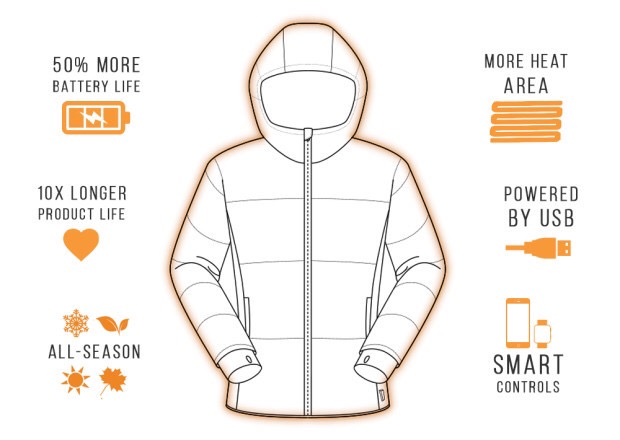 50% MORE
BATTERY LIFE
10X LONGER
PRODUCT LIFE
ALL-SEASON
MORE HEAT
AREA
POWERED
BY USB
SMART
CONTROLS